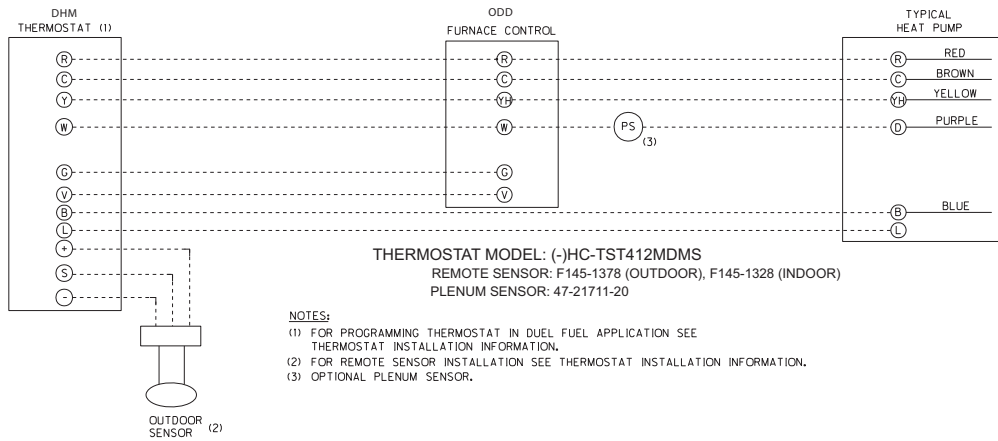 DHM
THERMOSTAT (1)
ODD
FURNACE CONTROL
TYPICAL
HEAT PUMP
R R R RED
C C C BROWN
Y YH YH YELLOW
W W PS (3) D PURPLE
G G
V V
B B BLUE
L L
+
S
-
THERMOSTAT MODEL: (-)HC-TST412MDMS
REMOTE SENSOR: F145-1378 (OUTDOOR), F145-1328 (INDOOR)
PLENUM SENSOR: 47-21711-20
NOTES:
(1) FOR PROGRAMMING THERMOSTAT IN DUEL FUEL APPLICATION SEE
THERMOSTAT INSTALLATION INFORMATION.
(2) FOR REMOTE SENSOR INSTALLATION SEE THERMOSTAT INSTALLATION INFORMATION.
(3) OPTIONAL PLENUM SENSOR.
OUTDOOR
SENSOR (2)